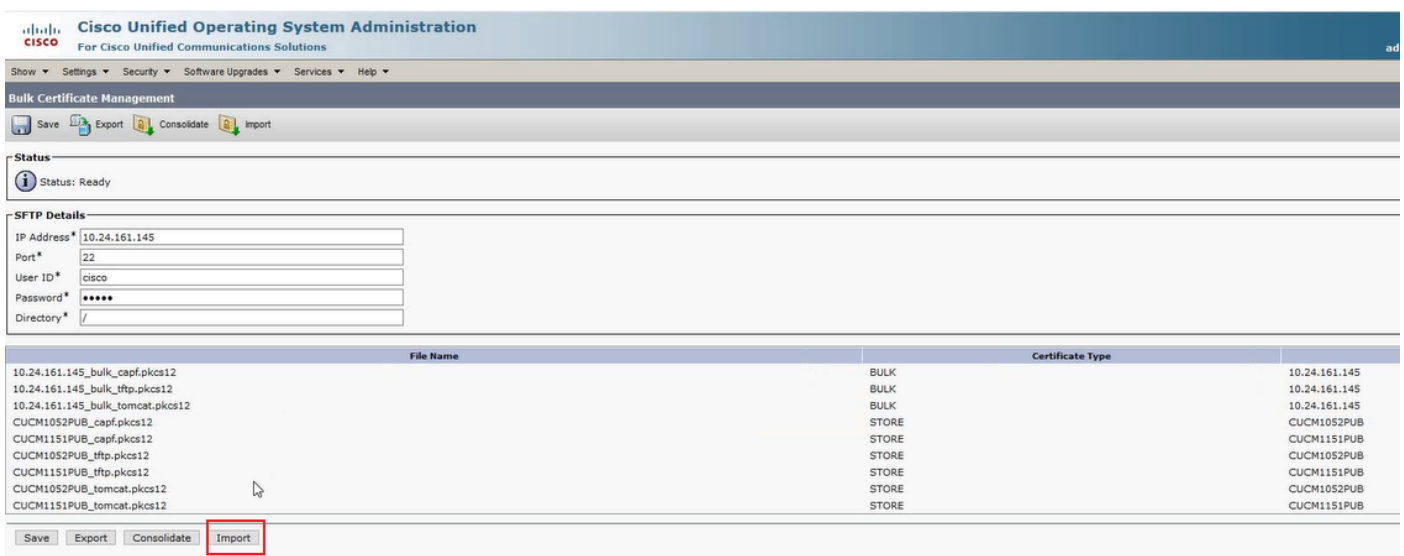 Cisco Unified Operating System Administration
CISCO For Cisco Unified Communications Solutions
ad
Show Settings Security Software Upgrades Services Help
Bulk Certificate Management
Save Export Consolidate Import
Status
Status: Ready
SFTP Details
IP Address* 10.24.161.145
Port* 22
User ID* cisco
Password* •••••
Directory* /
File Name Certificate Type
10.24.161.145_bulk_capf.pkcs12 BULK 10.24.161.145
10.24.161.145_bulk_tftp.pkcs12 BULK 10.24.161.145
10.24.161.145_bulk_tomcat.pkcs12 BULK 10.24.161.145
CUCM1052PUB_capf.pkcs12 STORE CUCM1052PUB
CUCM1151PUB_capf.pkcs12 STORE CUCM1151PUB
CUCM1052PUB_tftp.pkcs12 STORE CUCM1052PUB
CUCM1151PUB_tftp.pkcs12 STORE CUCM1151PUB
CUCM1052PUB_tomcat.pkcs12 STORE CUCM1052PUB
CUCM1151PUB_tomcat.pkcs12 STORE CUCM1151PUB
Save Export Consolidate Import